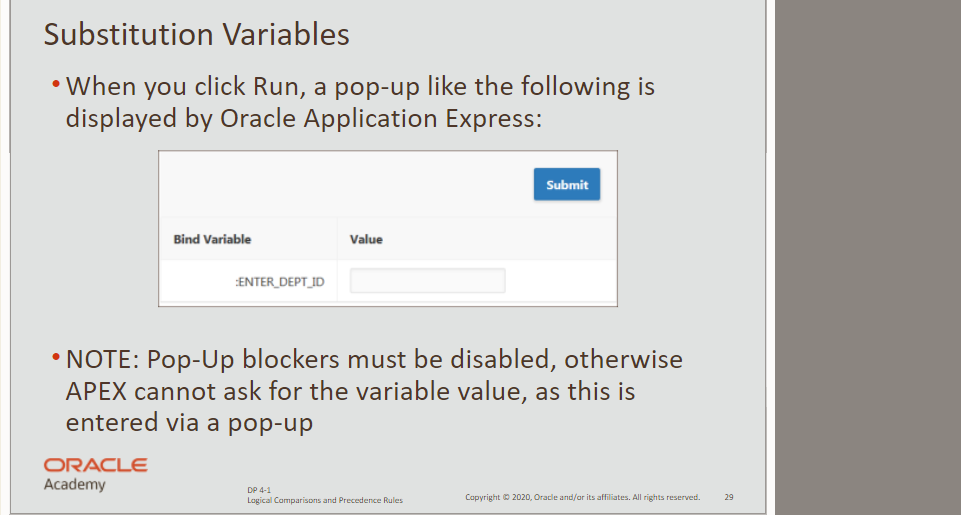 Substitution Variables
• When you click Run, a pop-up like the following is
displayed by Oracle Application Express:
Submit
Bind Variable Value
:ENTER_DEPT_ID
• NOTE: Pop-Up blockers must be disabled, otherwise
APEX cannot ask for the variable value, as this is
entered via a pop-up
ORACLE
Academy
DP 4-1
Logical Comparisons and Precedence Rules
Copyright © 2020, Oracle and/or its affiliates. All rights reserved.
29